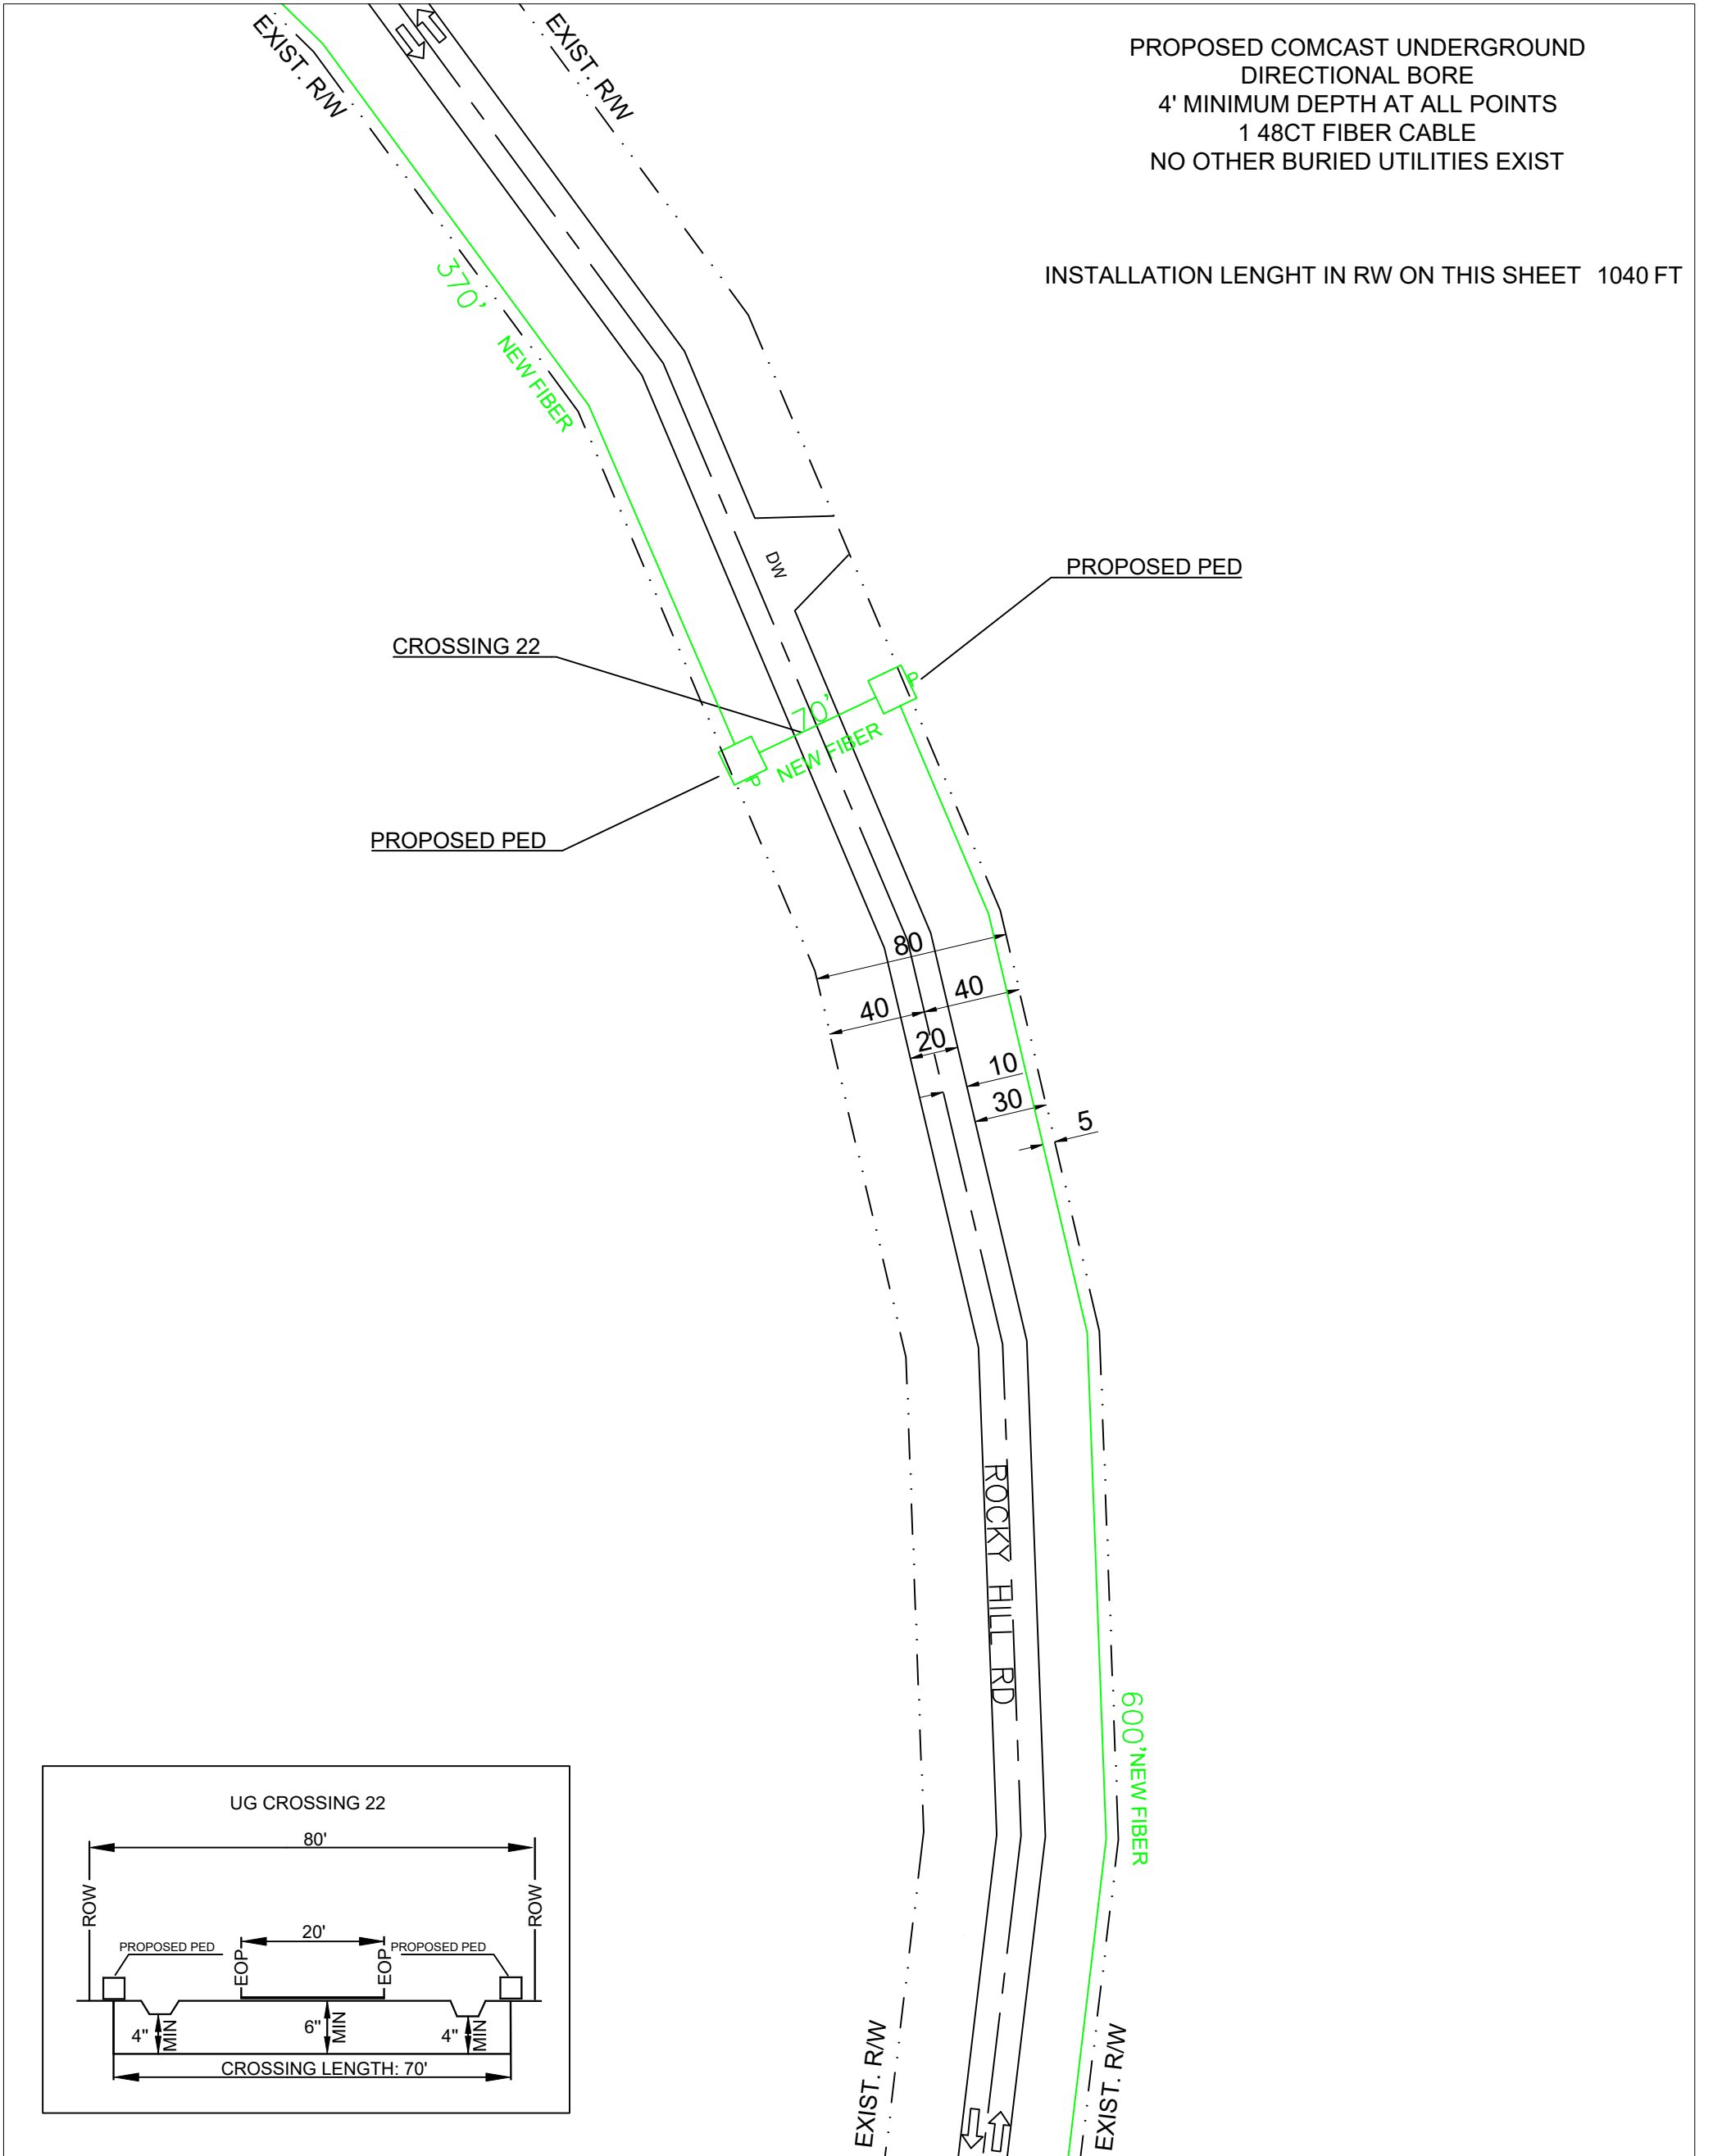 PROPOSED COMCAST UNDERGROUND
DIRECTIONAL BORE
4' MINIMUM DEPTH AT ALL POINTS
1 48CT FIBER CABLE
NO OTHER BURIED UTILITIES EXIST
INSTALLATION LENGHT IN RW ON THIS SHEET 1040 FT
EXIST. R/W
EXIST. R/W
370'
NEW FIBER
DW
PROPOSED PED
CROSSING 22
P
70'
NEW FIBER
P
PROPOSED PED
80
40
40
20
10
30
5
ROCKY HILL RD
600' NEW FIBER
EXIST. R/W
EXIST. R/W
UG CROSSING 22
80'
ROW
ROW
20'
PROPOSED PED
EOP
EOP
PROPOSED PED
4"
MIN
6"
MIN
4"
MIN
CROSSING LENGTH: 70'